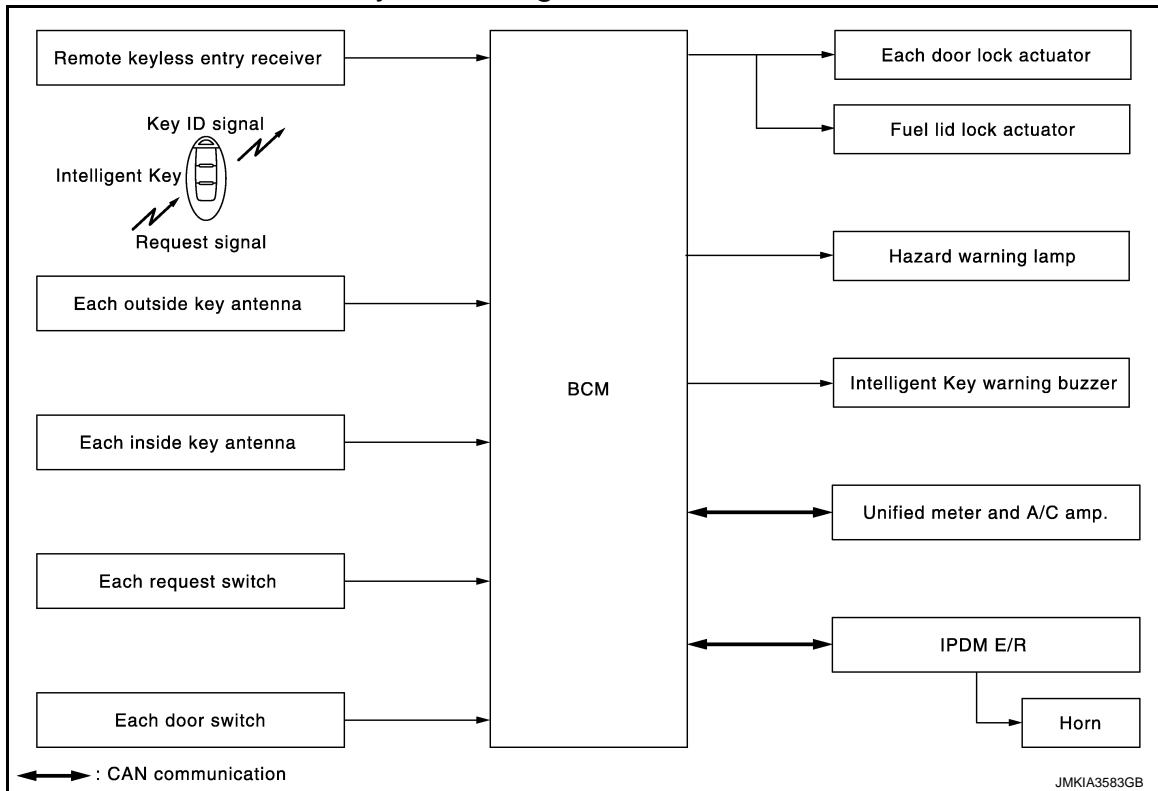 Remote keyless entry receiver
Key ID signal
Intelligent Key
Request signal
Each outside key antenna
Each inside key antenna
Each request switch
Each door switch
BCM
Each door lock actuator
Fuel lid lock actuator
Hazard warning lamp
Intelligent Key warning buzzer
Unified meter and A/C amp.
IPDM E/R
Horn
: CAN communication
JMKIA3583GB